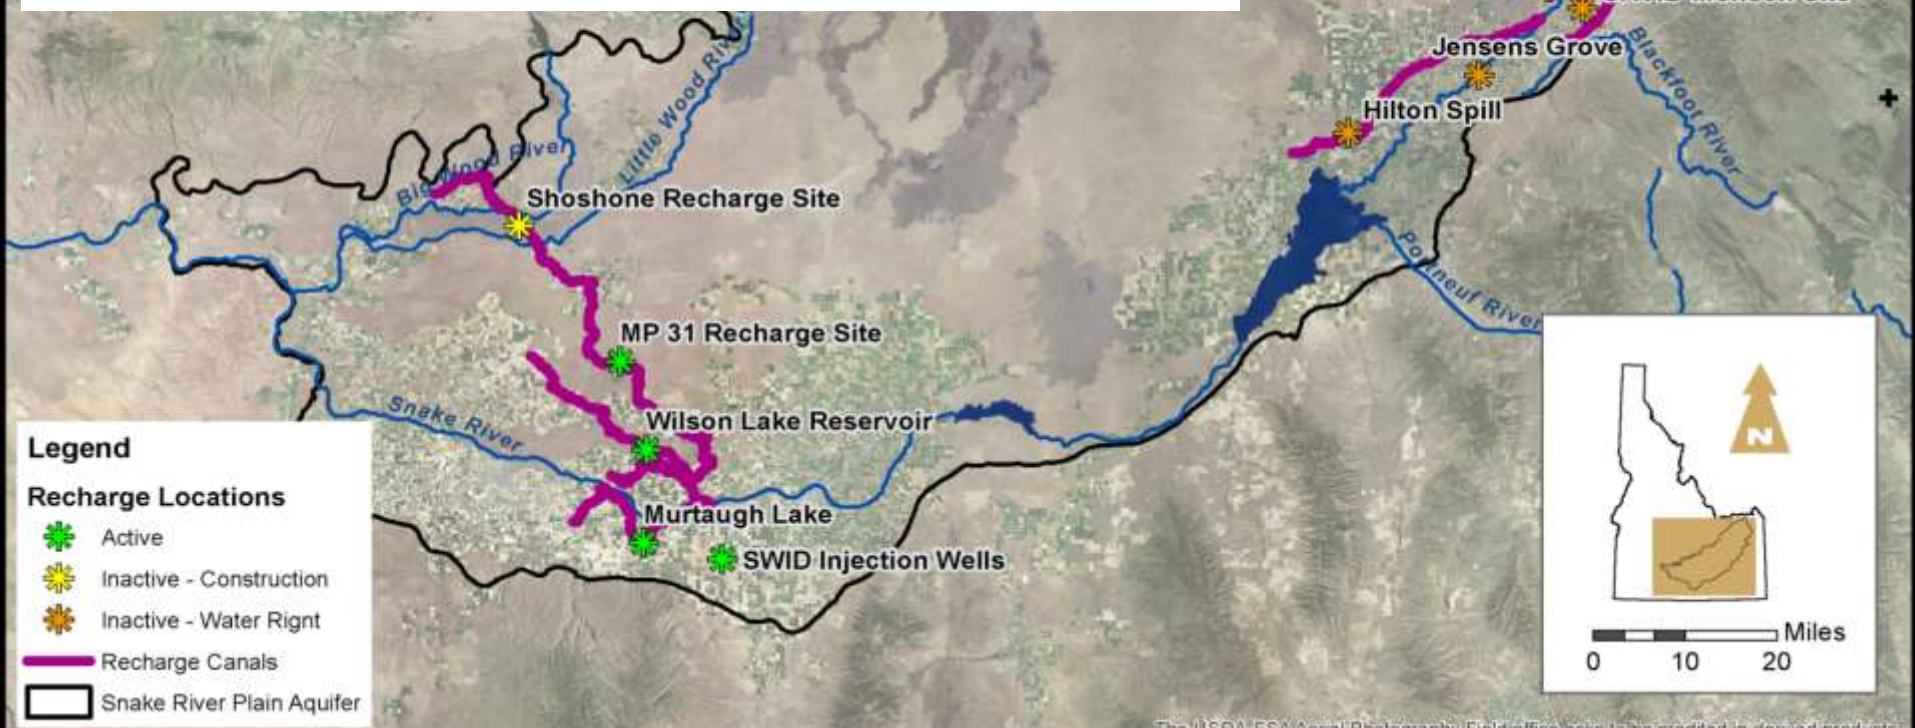 Jensens Grove
Blackfoot River
Hilton Spill
Little Wood River
Big Wood River
Shoshone Recharge Site
Portneuf River
MP 31 Recharge Site
Snake River
Wilson Lake Reservoir
Murtaugh Lake
SWID Injection Wells
Legend
Recharge Locations
Active
Inactive - Construction
Inactive - Water Rignt
Recharge Canals
Snake River Plain Aquifer
N
Miles
0 10 20